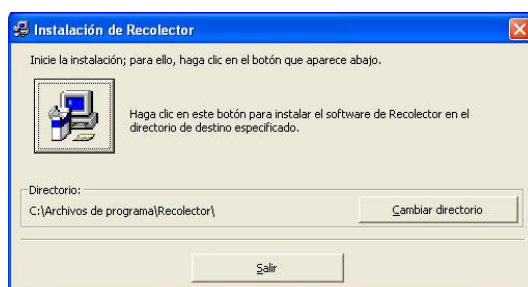 Instalación de Recolector
Inicie la instalación; para ello, haga clic en el botón que aparece abajo.
Haga clic en este botón para instalar el software de Recolector en el
directorio de destino especificado.
Directorio:
C:\Archivos de programa\Recolector\
Cambiar directorio
Salir